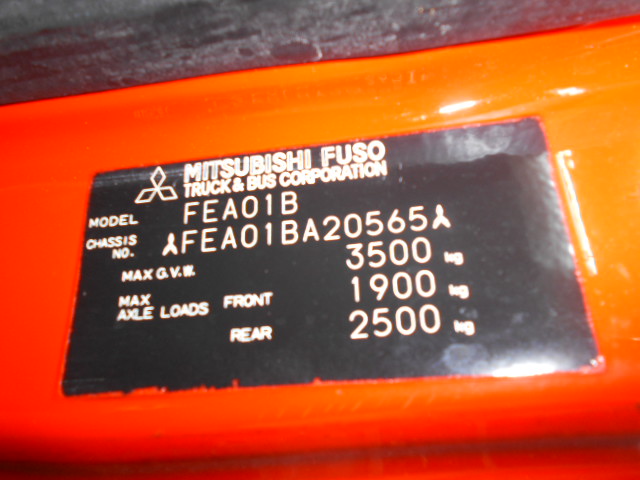 MITSUBISHI FUSO
TRUCK & BUS CORPORATION
MODEL FEA01B
CHASSIS NO. FEA01BA20565
MAX G.V.W. 3500 kg
MAX AXLE LOADS FRONT 1900 kg
REAR 2500 kg